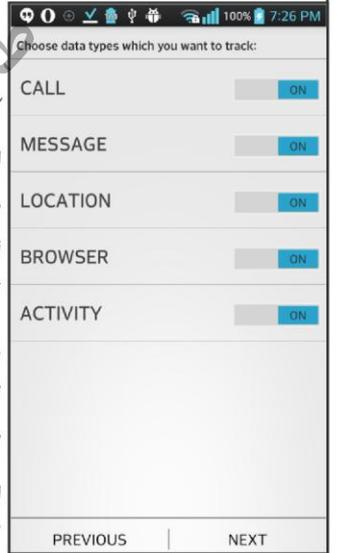 100% 7:26 PM
Choose data types which you want to track:
CALL ON
MESSAGE ON
LOCATION ON
BROWSER ON
ACTIVITY ON
PREVIOUS NEXT